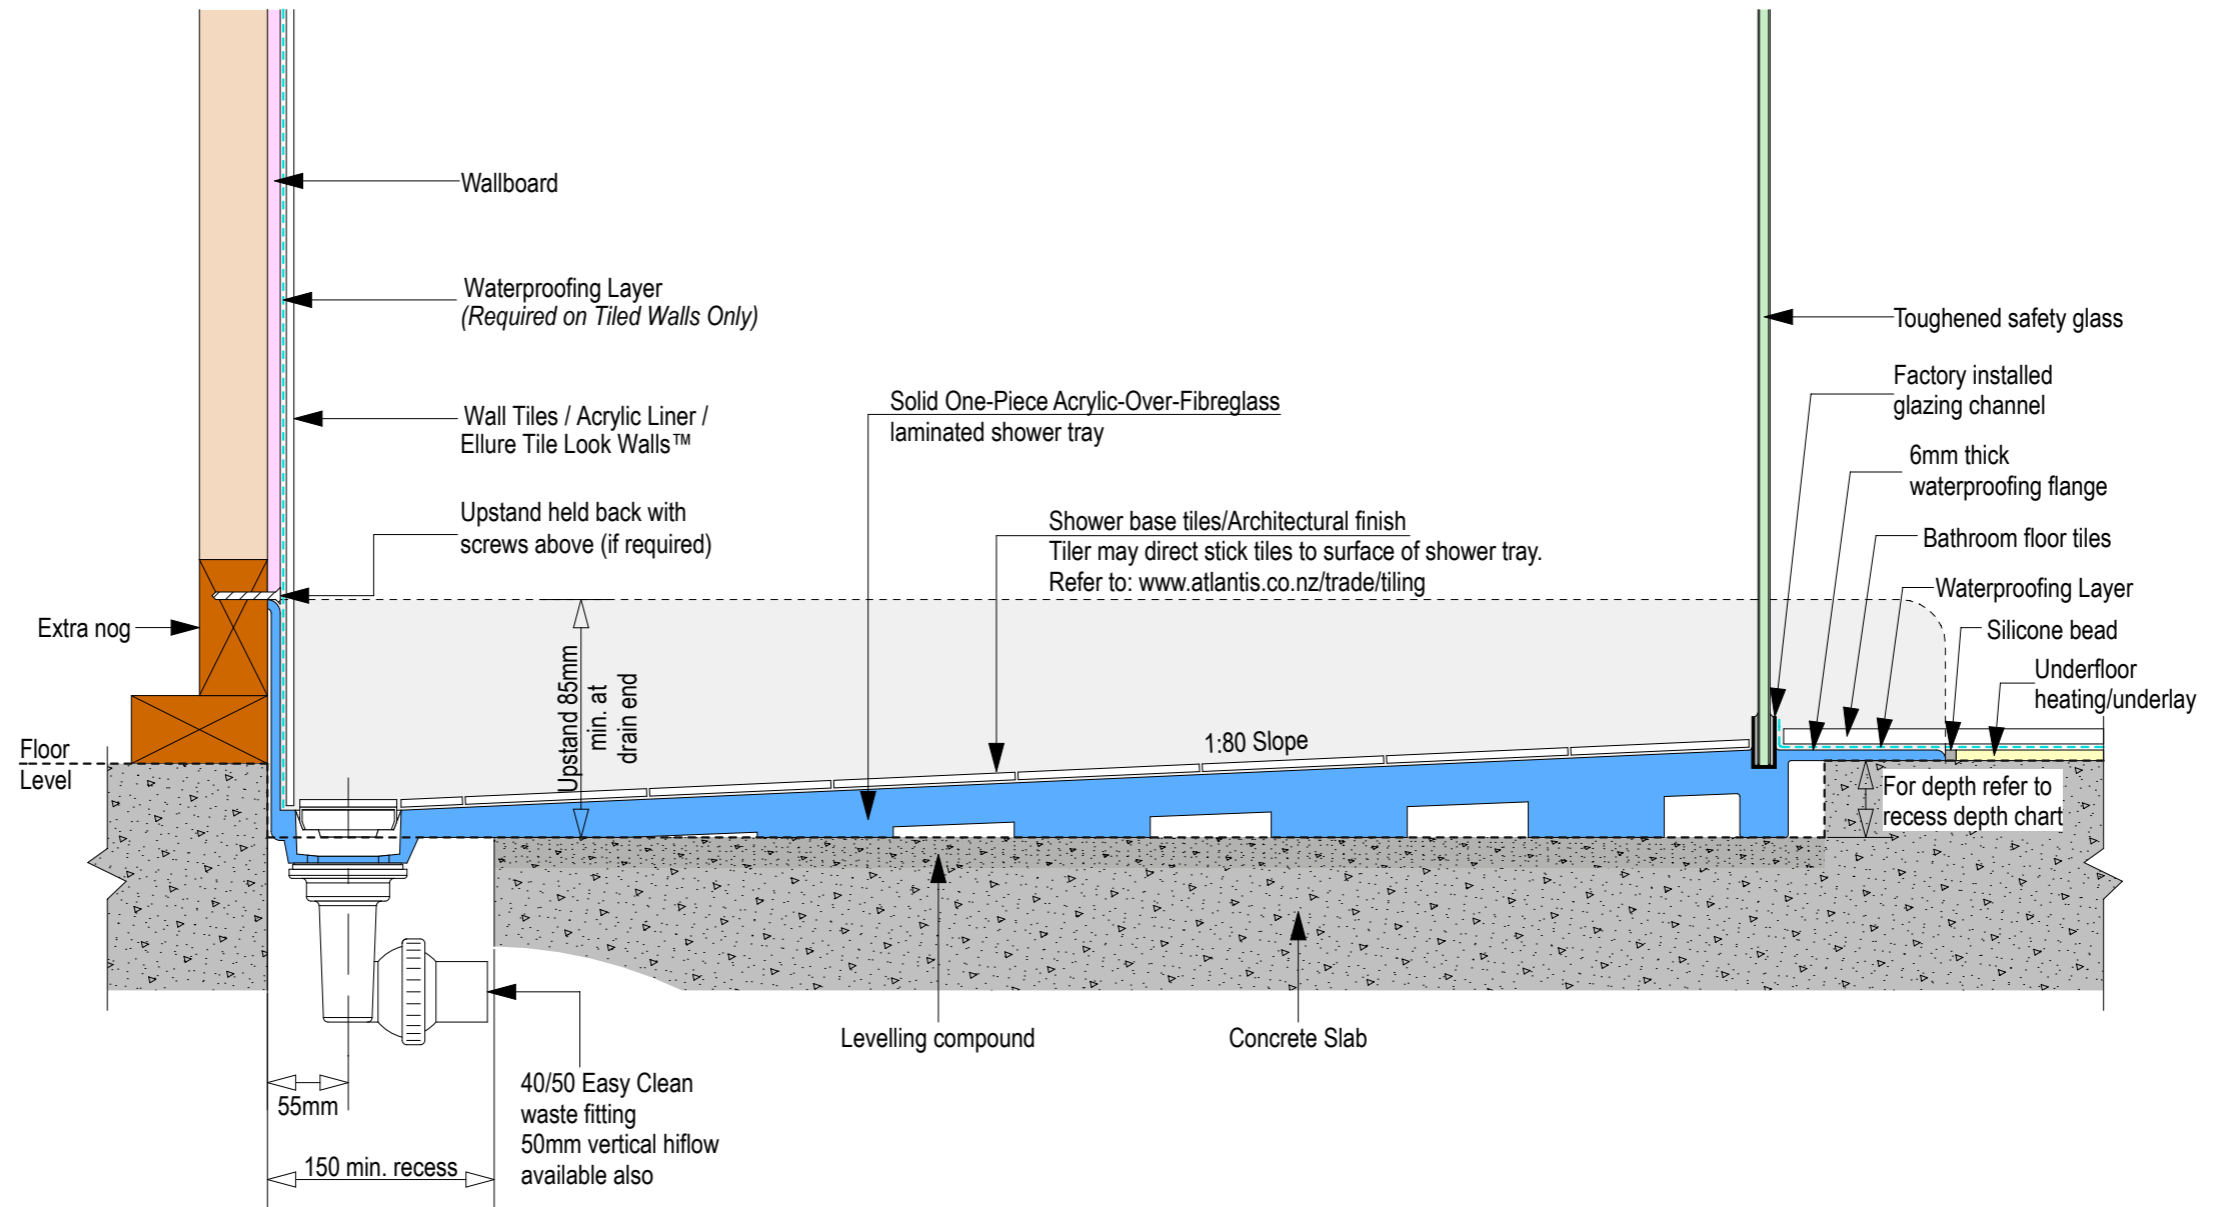 Wallboard
Waterproofing Layer
(Required on Tiled Walls Only)
Wall Tiles / Acrylic Liner /
Ellure Tile Look Walls™
Upstand held back with
screws above (if required)
Extra nog
Floor
Level
Solid One-Piece Acrylic-Over-Fibreglass
laminated shower tray
Shower base tiles/Architectural finish
Tiler may direct stick tiles to surface of shower tray.
Refer to: www.atlantis.co.nz/trade/tiling
Upstand 85mm
min. at
drain end
1:80 Slope
Toughened safety glass
Factory installed
glazing channel
6mm thick
waterproofing flange
Bathroom floor tiles
Waterproofing Layer
Silicone bead
Underfloor
heating/underlay
For depth refer to
recess depth chart
Levelling compound
Concrete Slab
55mm
150 min. recess
40/50 Easy Clean
waste fitting
50mm vertical hiflow
available also